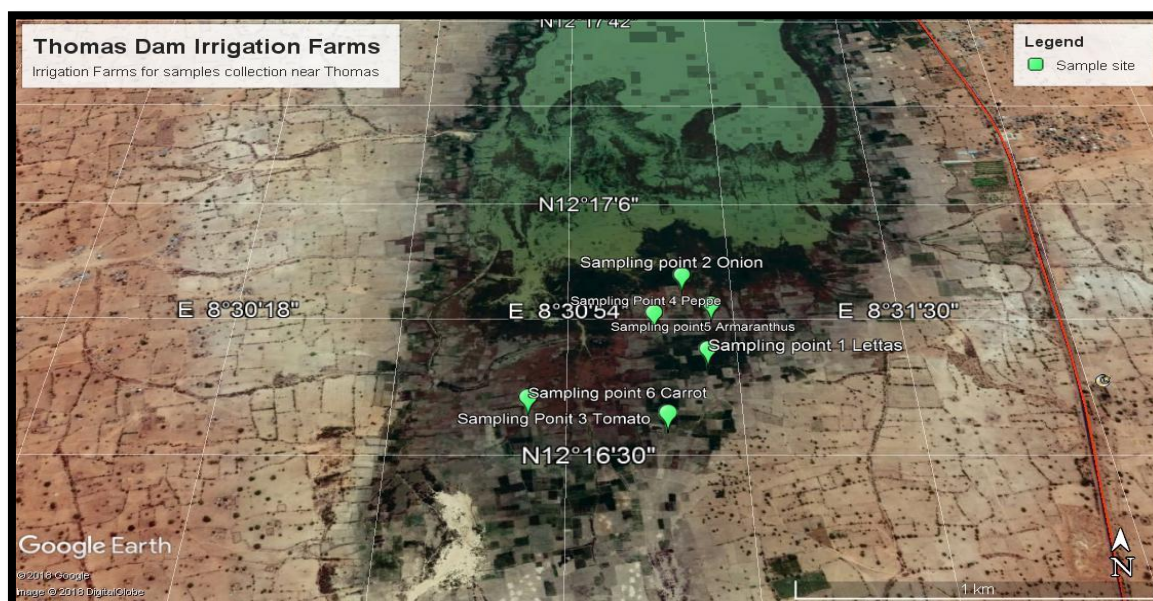 N12°17'42"
Thomas Dam Irrigation Farms
Irrigation Farms for samples collection near Thomas
Legend
Sample site
N12°17'6"
Sampling point 2 Onion
Sampling Point 4 Peppe
E 8°30'18"
E 8°30'54"
E 8°31'30"
Sampling point5 Armaranthus
Sampling point 1 Lettas
Sampling point 6 Carrot
Sampling Ponit 3 Tomato
N12°16'30"
Google Earth
© 2018 Google
Image © 2018 DigitalGlobe
N
1 km